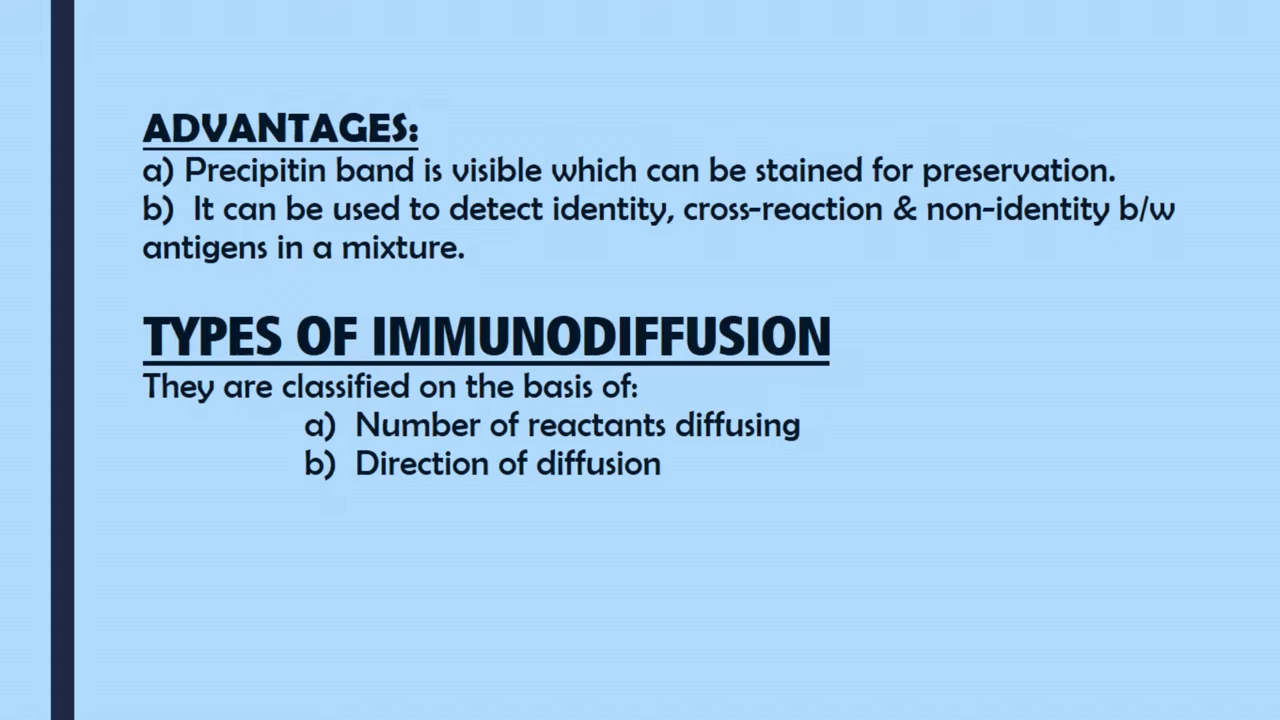 ADVANTAGES:
a) Precipitin band is visible which can be stained for preservation.
b) It can be used to detect identity, cross-reaction & non-identity b/w
antigens in a mixture.
TYPES OF IMMUNODIFFUSION
They are classified on the basis of:
a) Number of reactants diffusing
b) Direction of diffusion